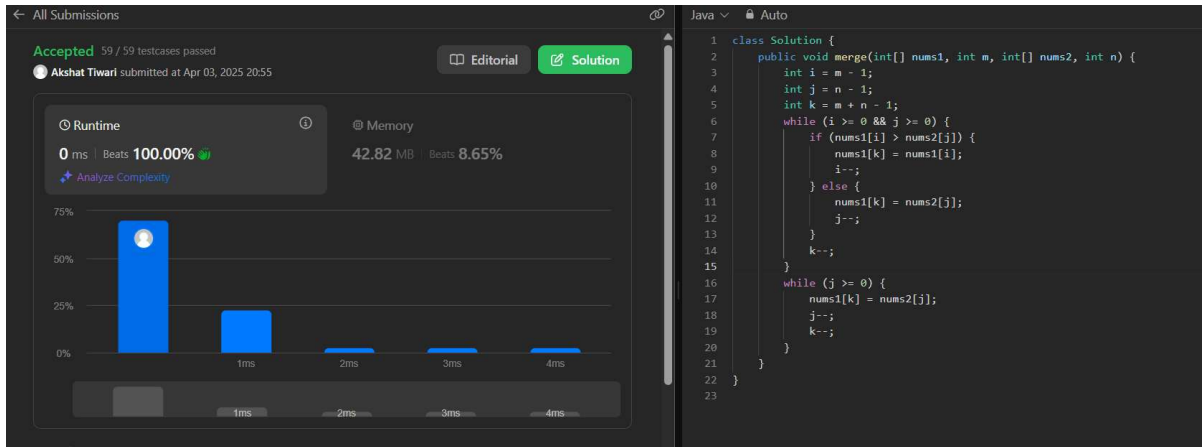 ← All Submissions
Accepted 59 / 59 testcases passed
Akshat Tiwari submitted at Apr 03, 2025 20:55
Editorial
Solution
Runtime
0 ms | Beats 100.00%
Analyze Complexity
Memory
42.82 MB | Beats 8.65%
75%
50%
25%
0%
1ms 2ms 3ms 4ms
1ms 2ms 3ms 4ms
Java Auto
1 class Solution {
2     public void merge(int[] nums1, int m, int[] nums2, int n) {
3         int i = m - 1;
4         int j = n - 1;
5         int k = m + n - 1;
6         while (i >= 0 && j >= 0) {
7             if (nums1[i] > nums2[j]) {
8                 nums1[k] = nums1[i];
9                 i--;
10             } else {
11                 nums1[k] = nums2[j];
12                 j--;
13             }
14             k--;
15         }
16         while (j >= 0) {
17             nums1[k] = nums2[j];
18             j--;
19             k--;
20         }
21     }
22 }
23